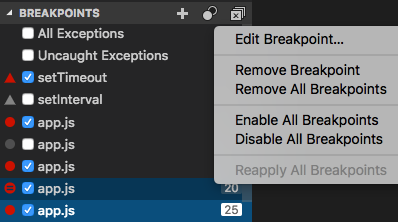 BREAKPOINTS
All Exceptions
Uncaught Exceptions
setTimeout
setInterval
app.js
app.js
app.js
app.js 20
app.js 25
Edit Breakpoint...
Remove Breakpoint
Remove All Breakpoints
Enable All Breakpoints
Disable All Breakpoints
Reapply All Breakpoints